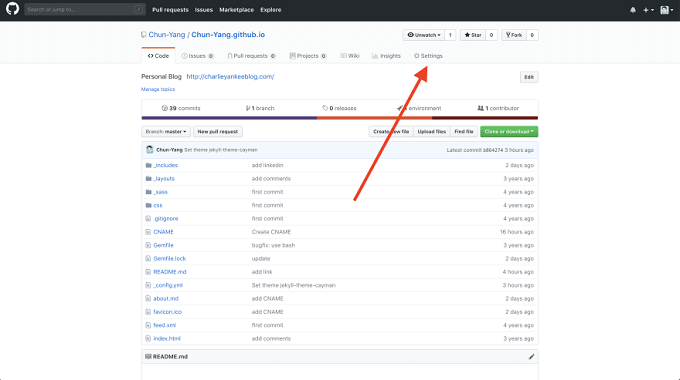 Search or jump to... / Pull requests Issues Marketplace Explore
Chun-Yang / Chun-Yang.github.io Unwatch 1 Star 0 Fork 0
Code Issues 0 Pull requests 0 Projects 0 Wiki Insights Settings
Personal Blog http://charlieyankeeblog.com/ Edit
Manage topics
39 commits 1 branch 0 releases environment 1 contributor
Branch: master New pull request Create new file Upload files Find file Clone or download
Chun-Yang Set theme jekyll-theme-cayman Latest commit b864274 3 hours ago
_includes add linkedin 2 days ago
_layouts add comments 3 years ago
_sass first commit 4 years ago
css first commit 4 years ago
.gitignore first commit 4 years ago
CNAME Create CNAME 16 hours ago
Gemfile bugfix: use bash 3 years ago
Gemfile.lock update 2 days ago
README.md add link 4 hours ago
_config.yml Set theme jekyll-theme-cayman 3 hours ago
about.md add CNAME 2 days ago
favicon.ico add CNAME 2 days ago
feed.xml first commit 4 years ago
index.html add comments 3 years ago
README.md